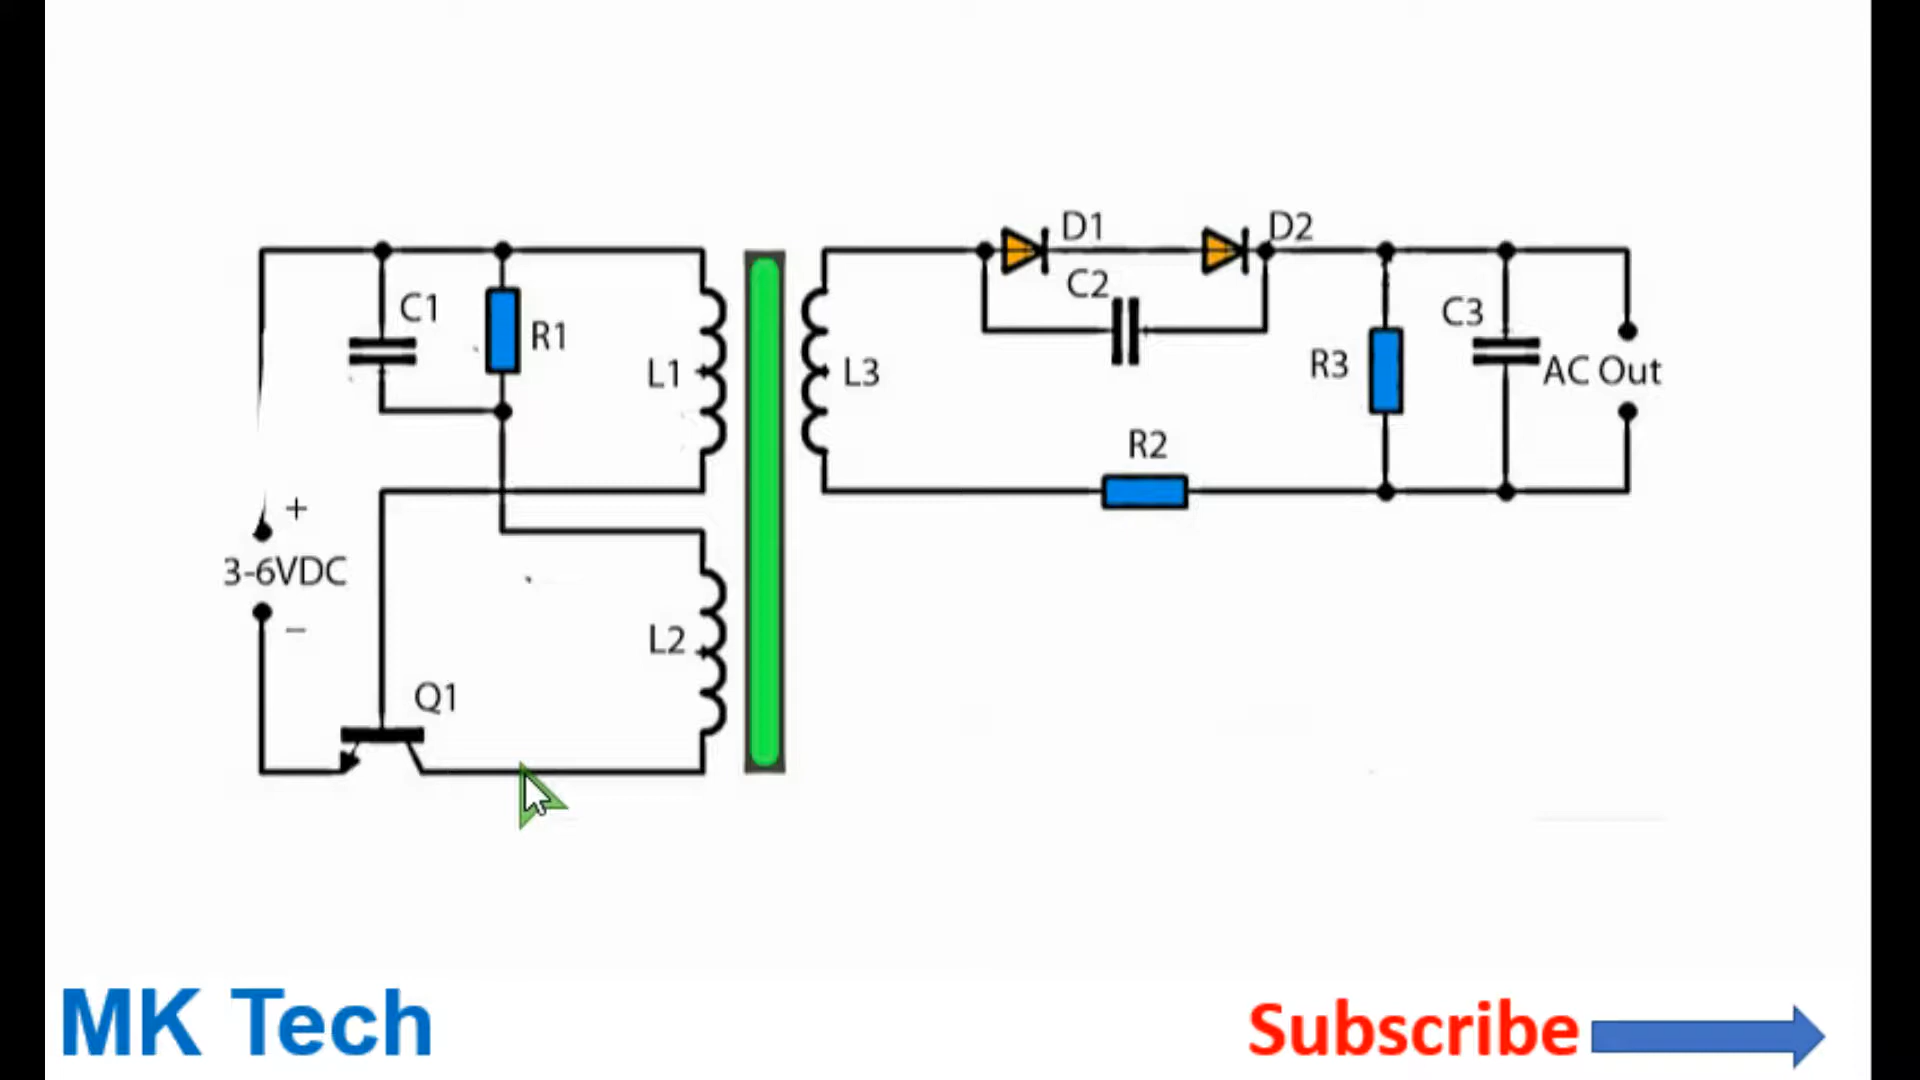 D1
D2
C2
C1
R1
C3
L1
L3
R3
AC Out
R2
+
3-6VDC
−
L2
Q1
MK Tech
Subscribe